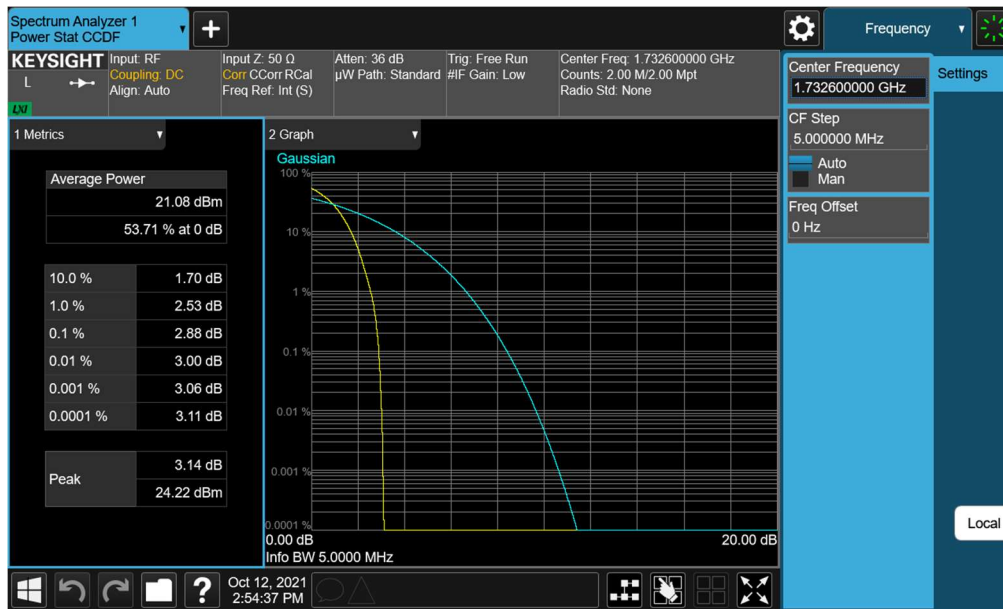 Spectrum Analyzer 1
Power Stat CCDF
+
Frequency
KEYSIGHT
L
LXI
Input: RF
Coupling: DC
Align: Auto
Input Z: 50 Ω
Corr CCorr RCal
Freq Ref: Int (S)
Atten: 36 dB
µW Path: Standard
Trig: Free Run
#IF Gain: Low
Center Freq: 1.732600000 GHz
Counts: 2.00 M/2.00 Mpt
Radio Std: None
Center Frequency
1.732600000 GHz
Settings
CF Step
5.000000 MHz
Auto
Man
Freq Offset
0 Hz
1 Metrics
Average Power
21.08 dBm
53.71 % at 0 dB
10.0 % 1.70 dB
1.0 % 2.53 dB
0.1 % 2.88 dB
0.01 % 3.00 dB
0.001 % 3.06 dB
0.0001 % 3.11 dB
Peak
3.14 dB
24.22 dBm
2 Graph
Gaussian
100 %
10 %
1 %
0.1 %
0.01 %
0.001 %
0.0001 %
0.00 dB 20.00 dB
Info BW 5.0000 MHz
Local
?
Oct 12, 2021
2:54:37 PM